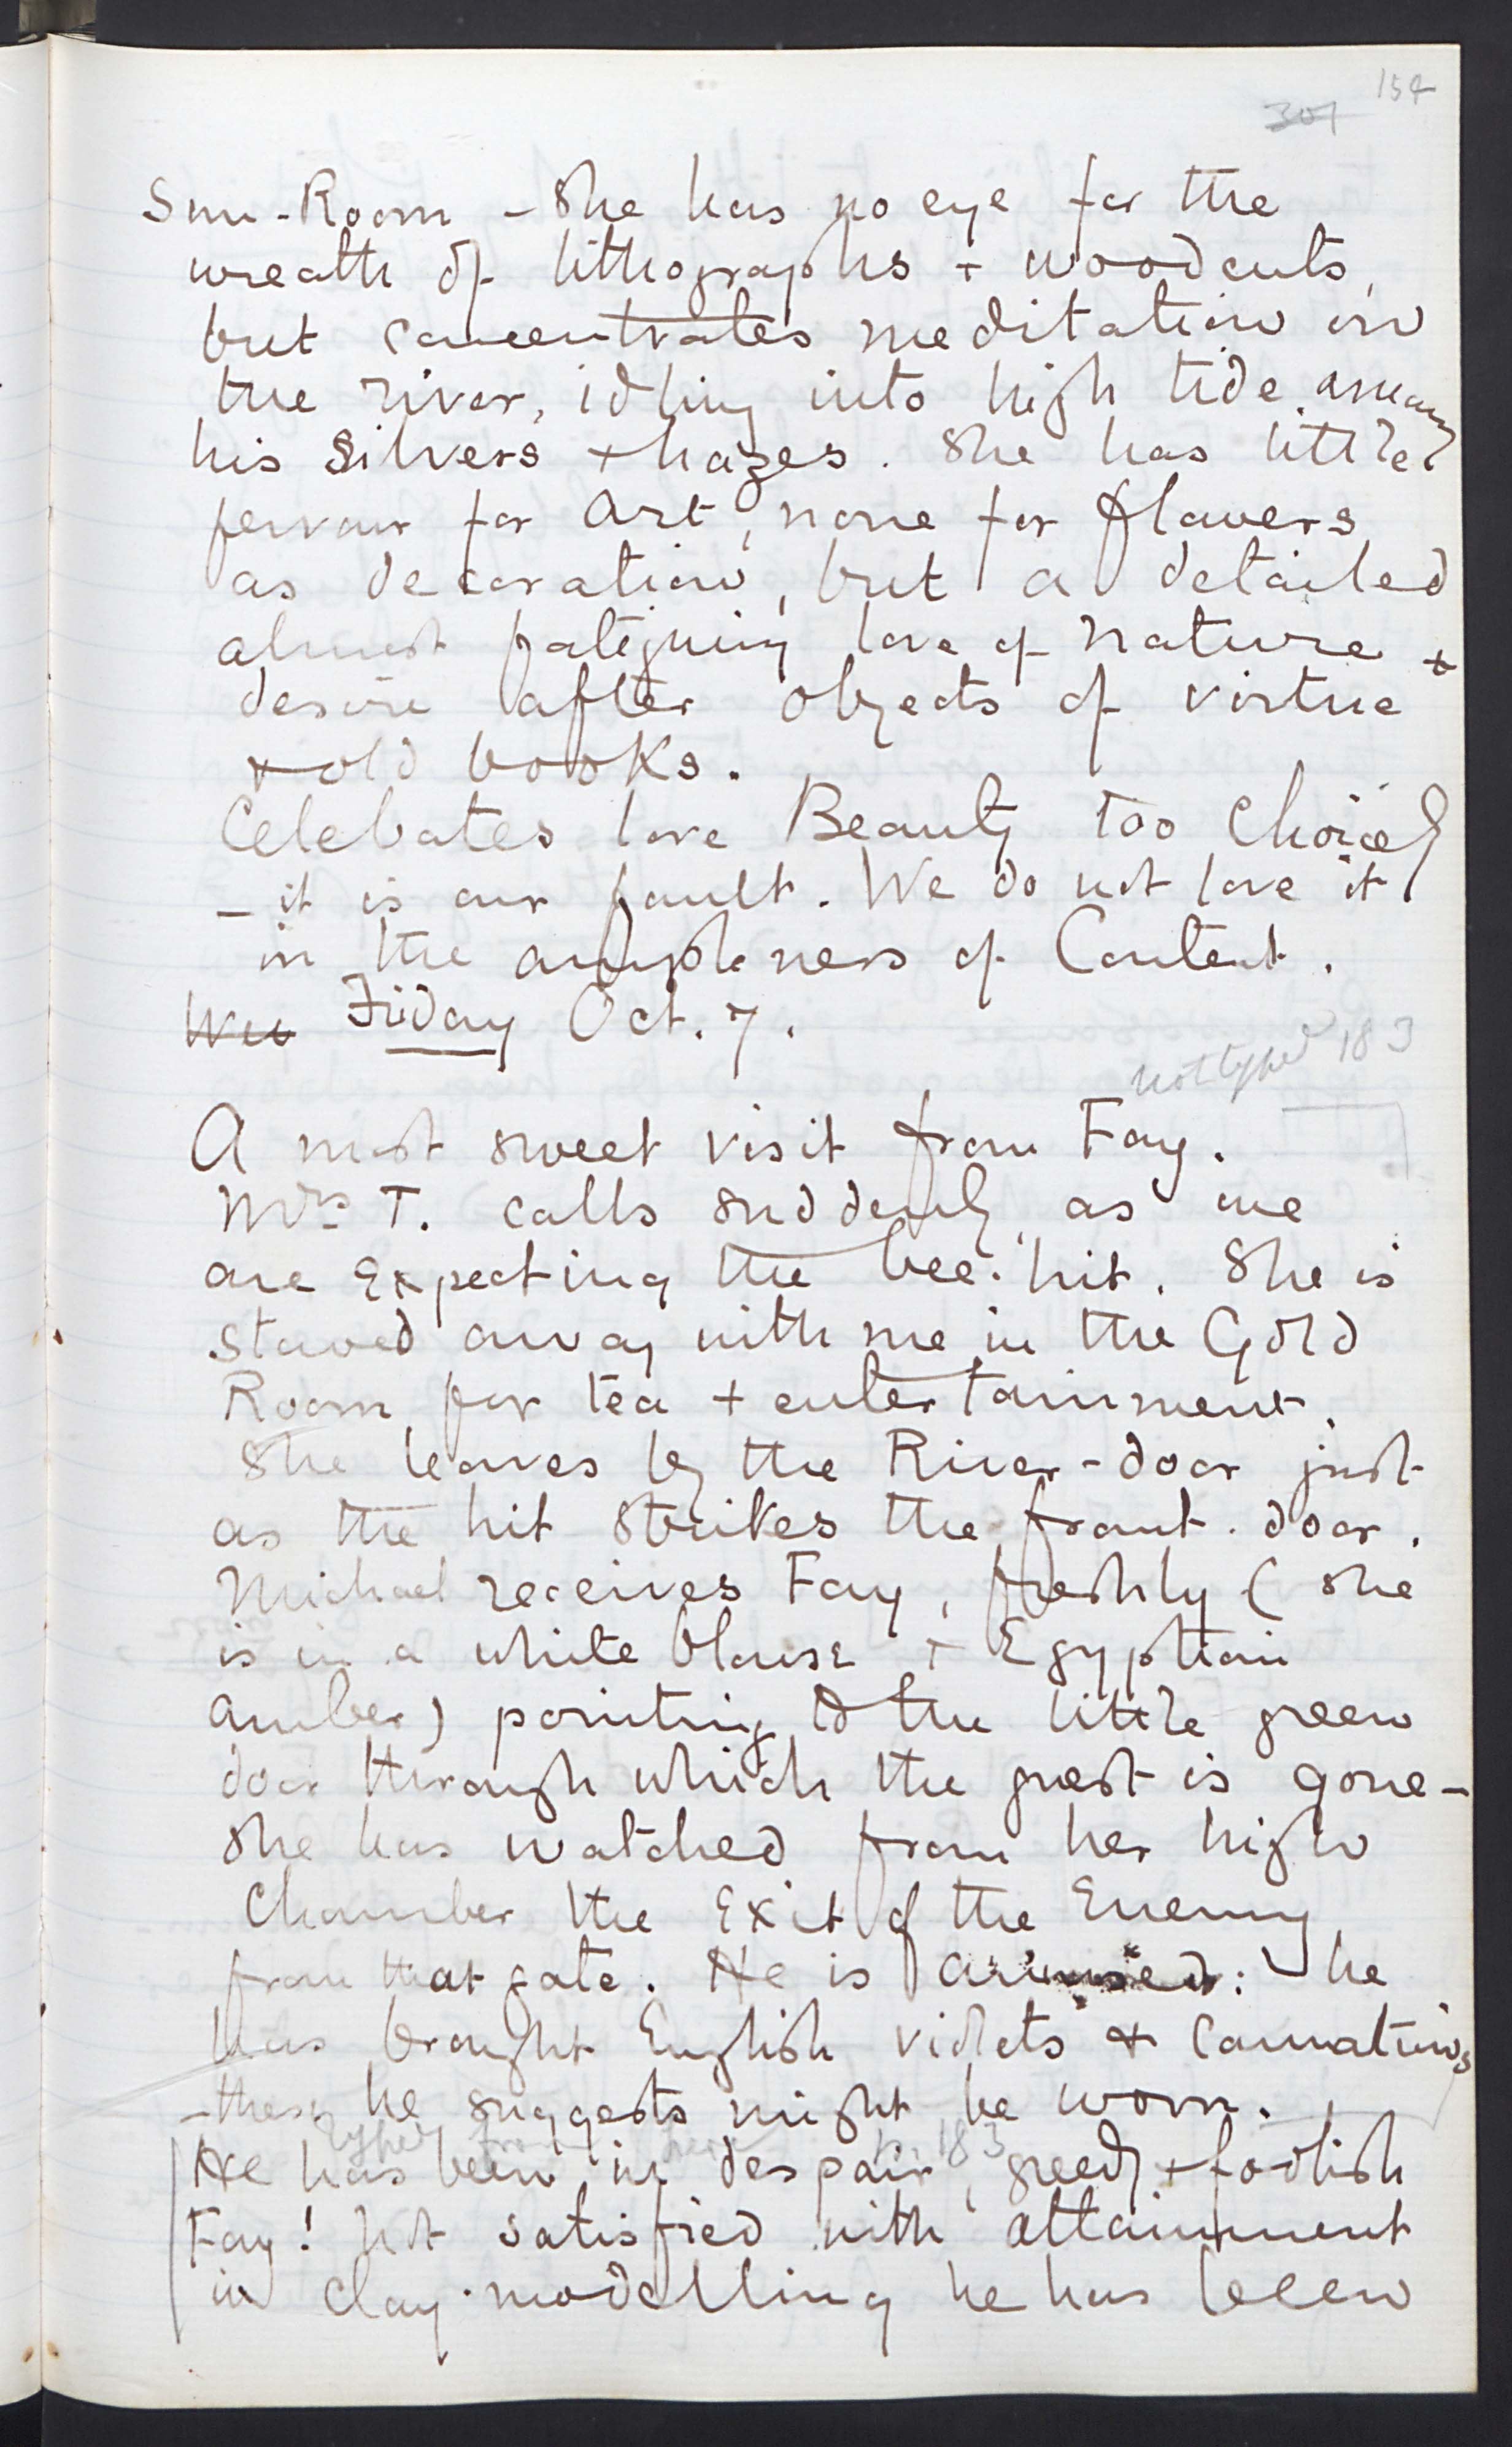 154
301
Sun-Room - She has no eye for the
wreath of lithographs + woodcuts,
but concentrates meditation on
the river, idling into high tide among
his silvers + hazes. She has little
fervour for Art, none for flowers
as decoration, but a detailed
almost fatiguing love of Nature +
desire after objects of virtue
+ old books.
Celebates love Beauty too choicely
- it is our fault. We do not love it
in the ampleness of Content.
We Friday Oct. 7.
not typed 183
A most sweet visit from Fay.
Mrs T. calls suddenly, as we
are expecting the bee-hit. She is
stowed away with me in the Gold
Room for tea + entertainment.
She leaves by the River-door just
as the hit strikes the front-door.
Michael receives Fay, freshly (she
is in a white blouse + Egyptian
amber) pointing to the little green
door through which the guest is gone -
She has watched from her high
Chamber the Exit of the Enemy
from that gate. He is amused: he
has brought English violets + carnations
- these, he suggests might be worn.
typed from here p. 183
He has been in despair, greedy + foolish
Fay! Not satisfied with attainment
in clay-modelling he has been